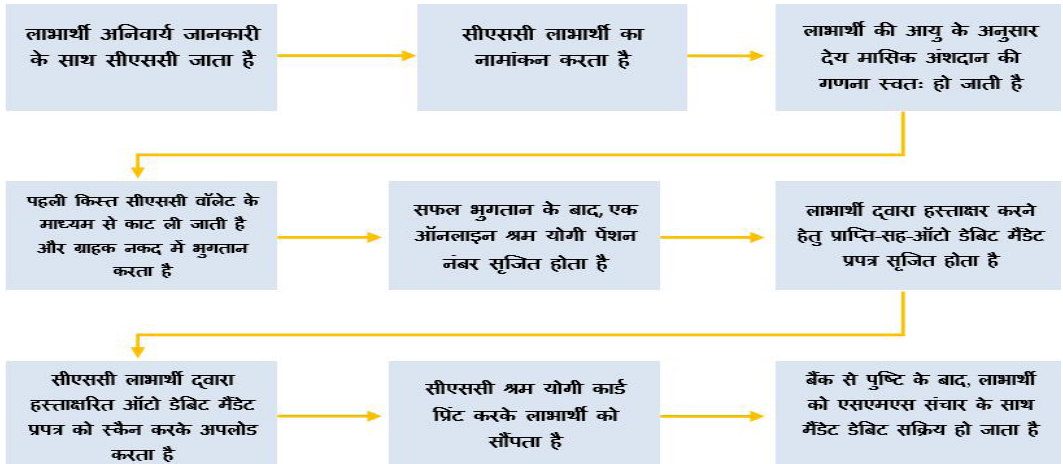 लाभार्थी अनिवार्य जानकारी
के साथ सीएससी जाता है
सीएससी लाभार्थी का
नामांकन करता है
लाभार्थी की आयु के अनुसार
देय मासिक अंशदान की
गणना स्वतः हो जाती है
पहली किस्त सीएससी वॉलेट के
माध्यम से काट ली जाती है
और ग्राहक नकद में भुगतान
करता है
सफल भुगतान के बाद, एक
ऑनलाइन श्रम योगी पेंशन
नंबर सृजित होता है
लाभार्थी द्वारा हस्ताक्षर करने
हेतु प्राप्ति-सह-ऑटो डेबिट मैंडेट
प्रपत्र सृजित होता है
सीएससी लाभार्थी द्वारा
हस्ताक्षरित ऑटो डेबिट मैंडेट
प्रपत्र को स्कैन करके अपलोड
करता है
सीएससी श्रम योगी कार्ड
प्रिंट करके लाभार्थी को
सौंपता है
बैंक से पुष्टि के बाद, लाभार्थी
को एसएमएस संचार के साथ
मैंडेट डेबिट सक्रिय हो जाता है